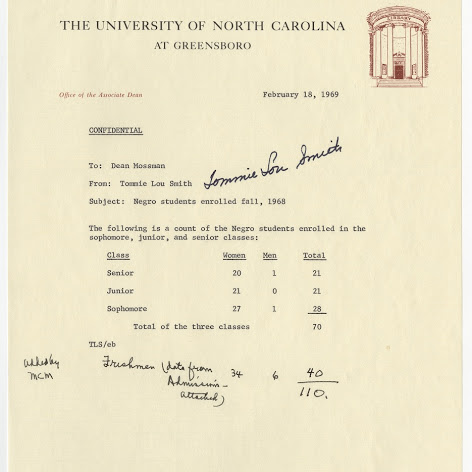 THE UNIVERSITY OF NORTH CAROLINA
AT GREENSBORO
LIBRARY
Office of the Associate Dean
February 18, 1969
CONFIDENTIAL
To: Dean Mossman
From: Tommie Lou Smith Tommie Lou Smith
Subject: Negro students enrolled fall, 1968
The following is a count of the Negro students enrolled in the
sophomore, junior, and senior classes:
Class Women Men Total
Senior 20 1 21
Junior 21 0 21
Sophomore 27 1 28
Total of the three classes 70
TLS/eb
added by
MCM
Freshmen (data from 34 6 40
Admissions-
attached)
110.